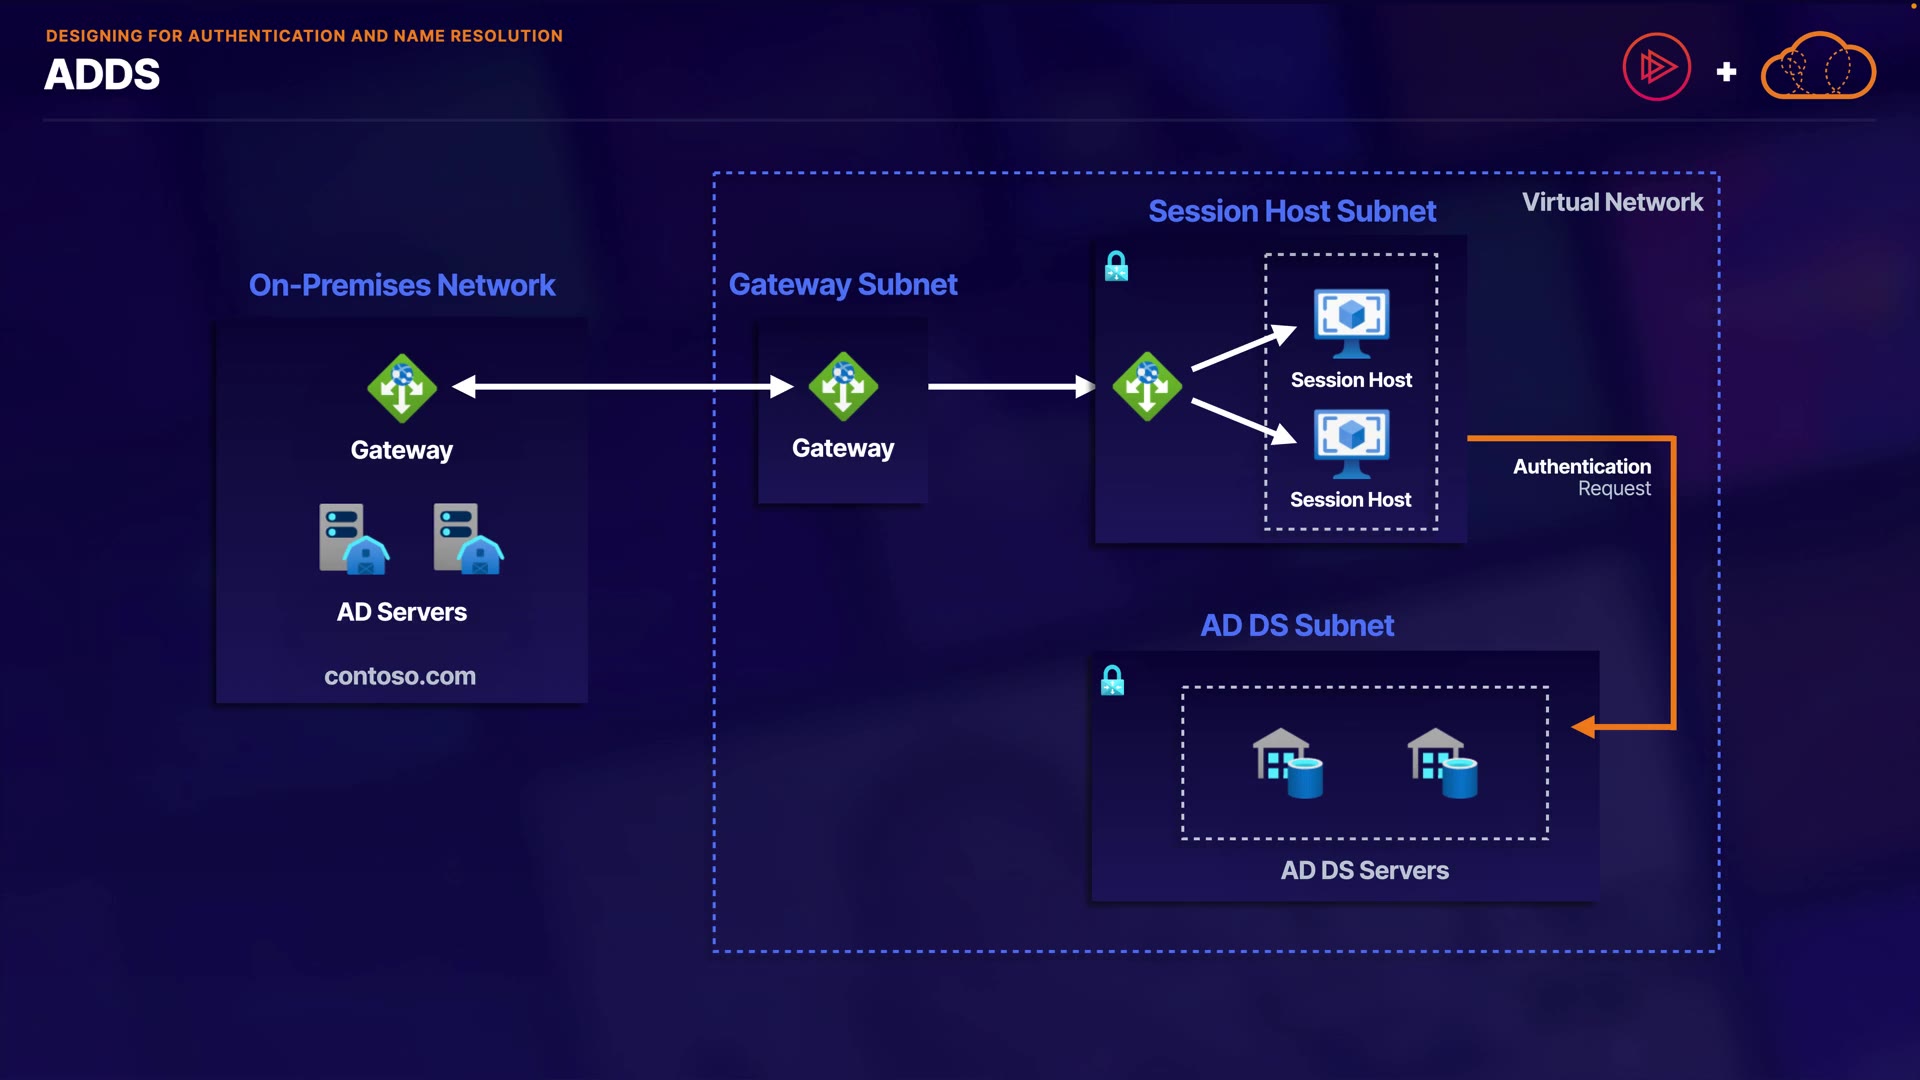 DESIGNING FOR AUTHENTICATION AND NAME RESOLUTION
ADDS
Virtual Network
Session Host Subnet
On-Premises Network
Gateway Subnet
Session Host
Gateway
Gateway
Authentication
Request
Session Host
AD Servers
AD DS Subnet
contoso.com
AD DS Servers